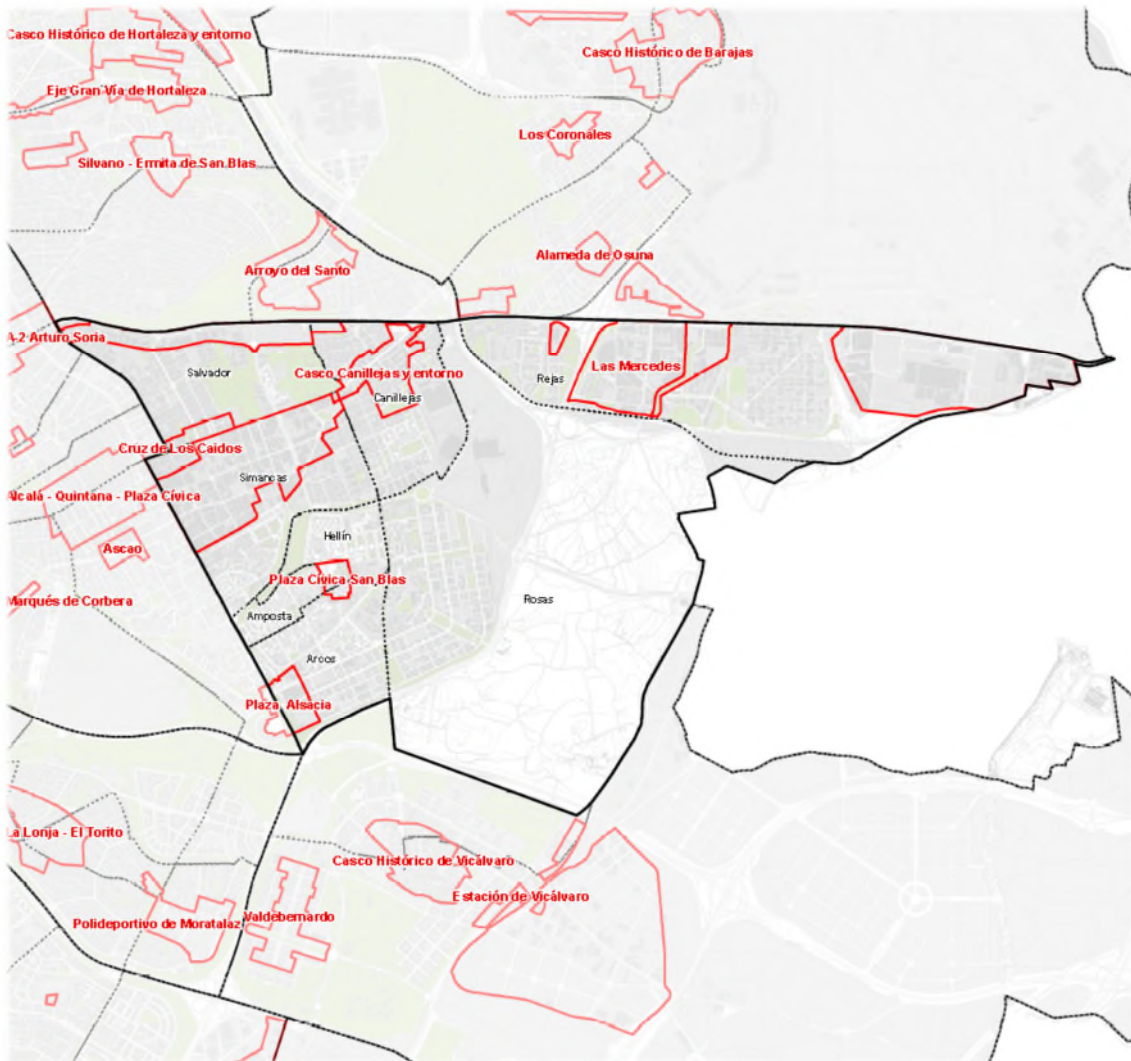 Casco Histórico de Hortaleza y entorno
Casco Histórico de Barajas
Eje Gran Vía de Hortaleza
Los Coronales
Silvano - Ermita de San Blas
Alameda de Osuna
Arroyo del Santo
A-2 Arturo Soria
Salvador
Casco Canillejas y entorno
Las Mercedes
Rejas
Canillejas
Cruz de Los Caidos
Simancas
Alcalá - Quintana - Plaza Cívica
Hellín
Ascao
Plaza Cívica San Blas
Marqués de Corbera
Rosas
Amposta
Arcos
Plaza Alsacia
La Lonja - El Torito
Casco Histórico de Vicálvaro
Estación de Vicálvaro
Polideportivo de Moratalaz
Valdebernardo